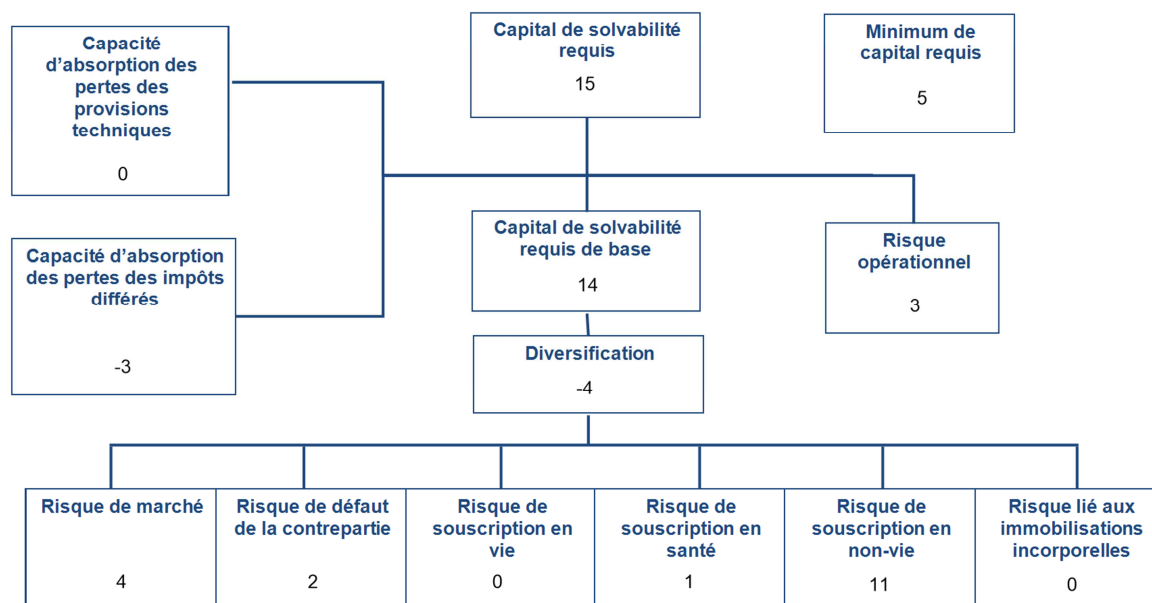 Capacité
d'absorption des
pertes des
provisions
techniques
0
Capital de solvabilité
requis
15
Minimum de
capital requis
5
Capacité d'absorption
des pertes des impôts
différés
-3
Capital de solvabilité
requis de base
14
Risque
opérationnel
3
Diversification
-4
Risque de marché
4
Risque de défaut
de la contrepartie
2
Risque de
souscription en
vie
0
Risque de
souscription en
santé
1
Risque de
souscription en
non-vie
11
Risque lié aux
immobilisations
incorporelles
0